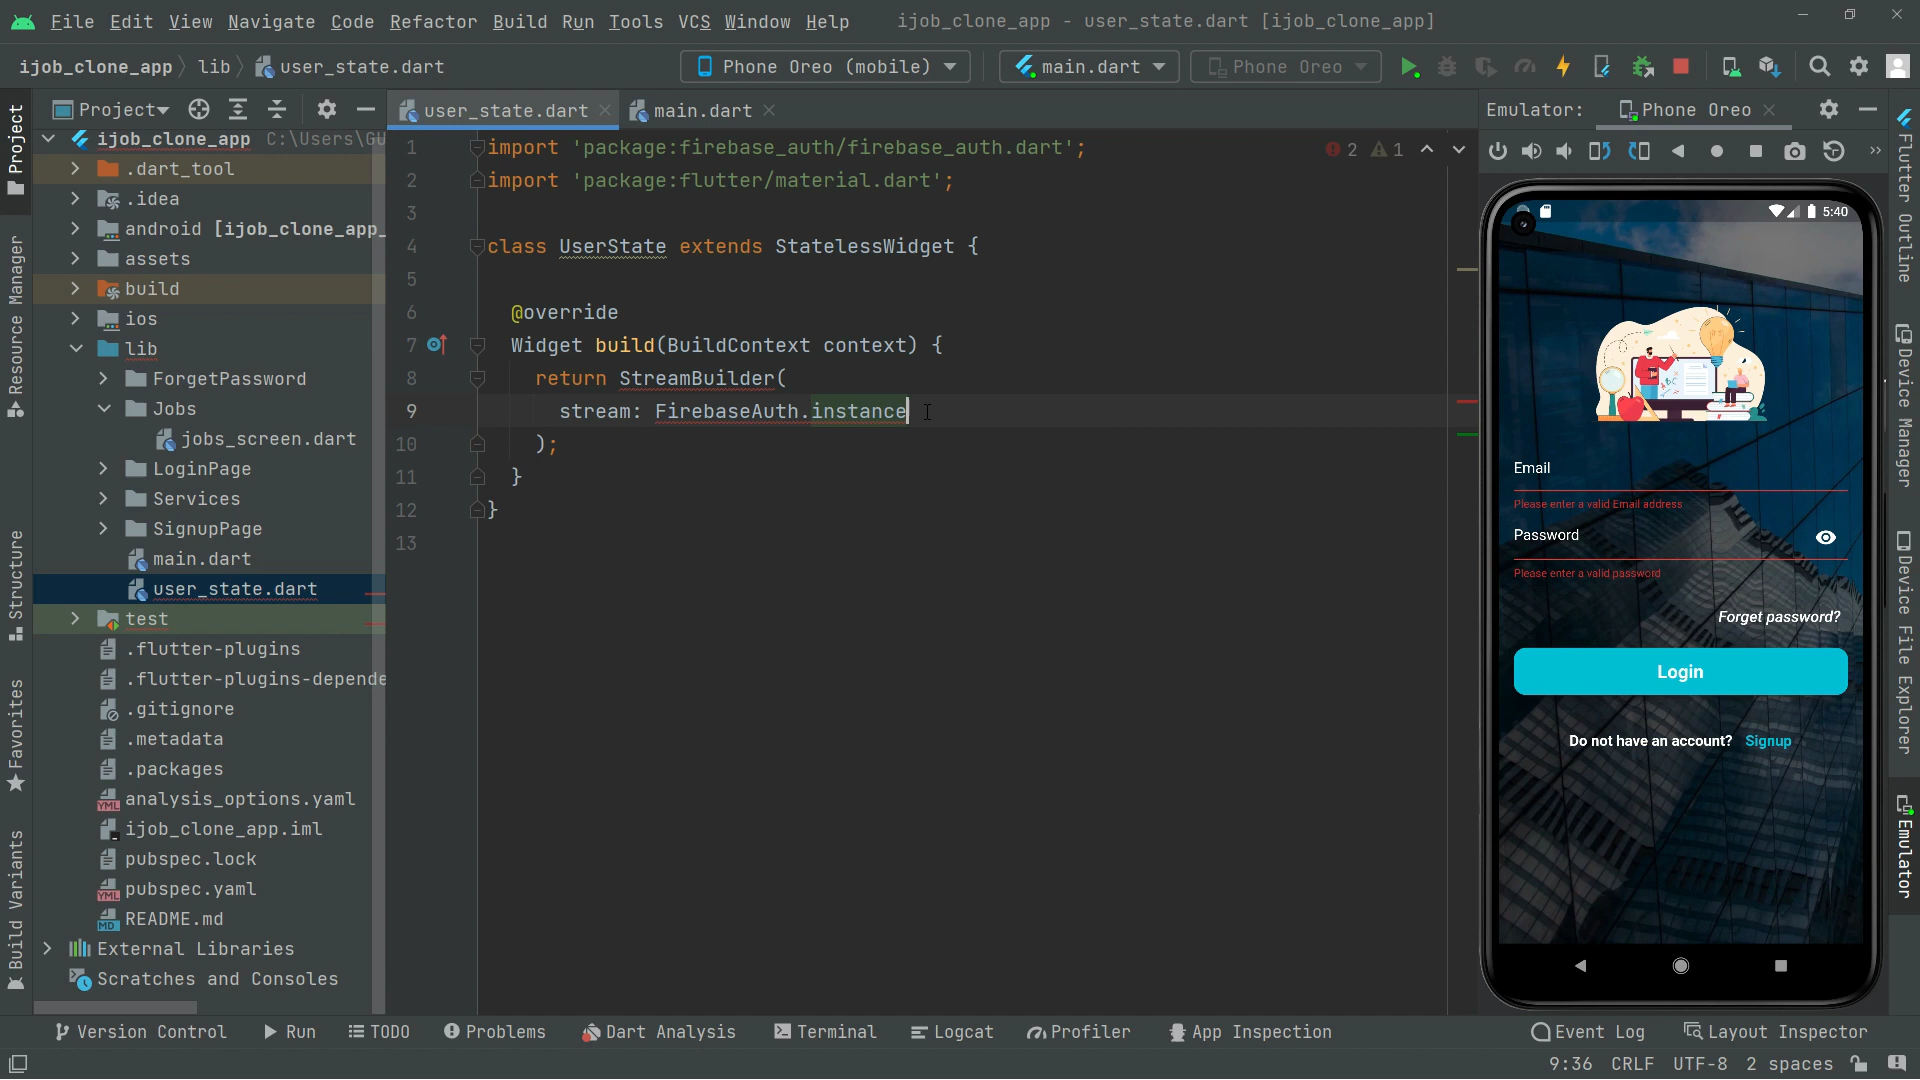 File Edit View Navigate Code Refactor Build Run Tools VCS Window Help ijob_clone_app - user_state.dart [ijob_clone_app]
ijob_clone_app lib user_state.dart Phone Oreo (mobile) main.dart Phone Oreo
Project user_state.dart main.dart Emulator: Phone Oreo
ijob_clone_app C:\Users\GU
.dart_tool
.idea
android [ijob_clone_app_
assets
build
ios
lib
ForgetPassword
Jobs
jobs_screen.dart
LoginPage
Services
SignupPage
main.dart
user_state.dart
test
.flutter-plugins
.flutter-plugins-depende
.gitignore
.metadata
.packages
analysis_options.yaml
ijob_clone_app.iml
pubspec.lock
pubspec.yaml
README.md
External Libraries
Scratches and Consoles
Project
Resource Manager
Structure
Favorites
Build Variants
1 import 'package:firebase_auth/firebase_auth.dart'; 2 1
2 import 'package:flutter/material.dart';
3
4 class UserState extends StatelessWidget {
5
6 @override
7 Widget build(BuildContext context) {
8 return StreamBuilder(
9 stream: FirebaseAuth.instance
10 );
11 }
12 }
13
5:40
Email
Please enter a valid Email address
Password
Please enter a valid password
Forget password?
Login
Do not have an account? Signup
Flutter Outline
Device Manager
Device File Explorer
Emulator
Version Control Run TODO Problems Dart Analysis Terminal Logcat Profiler App Inspection Event Log Layout Inspector
9:36 CRLF UTF-8 2 spaces